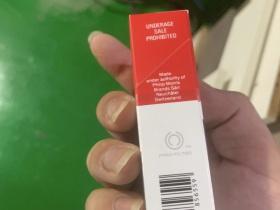 UNDERAGE
SALE
PROHIBITED
Made
under authority of
Philip Morris
Brands Sàrl
Neuchâtel
Switzerland